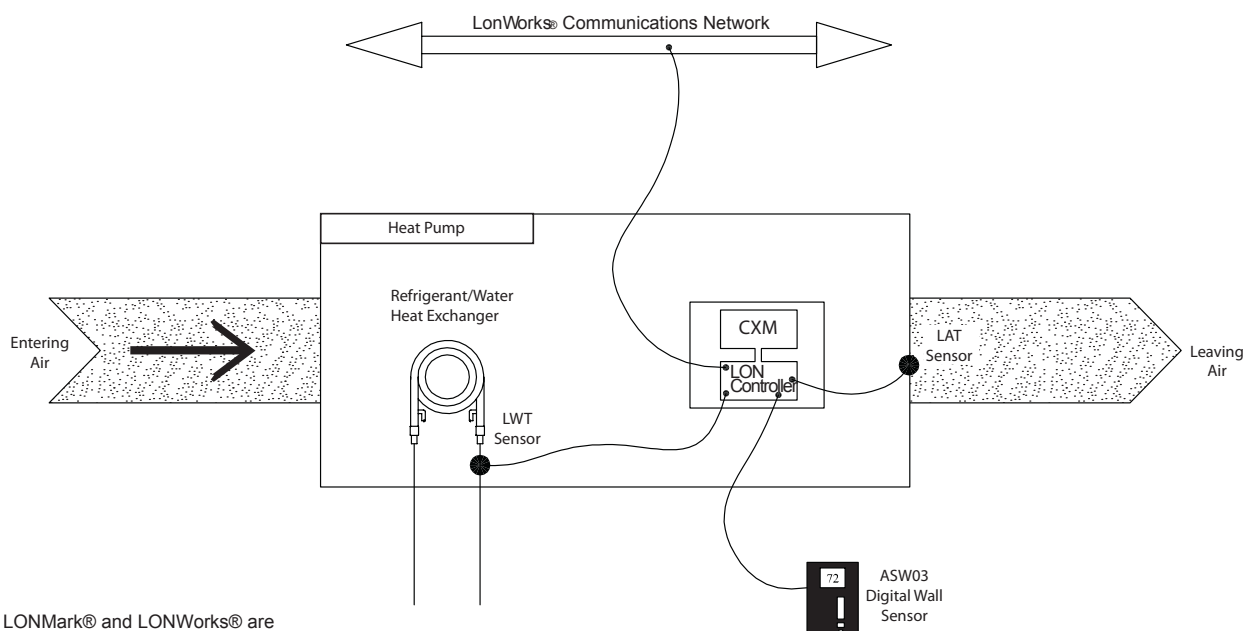 LonWorks® Communications Network
Heat Pump
Refrigerant/Water
Heat Exchanger
CXM
LON
Controller
LAT
Sensor
Entering
Air
Leaving
Air
LWT
Sensor
72
ASW03
Digital Wall
Sensor
LONMark® and LONWorks® are